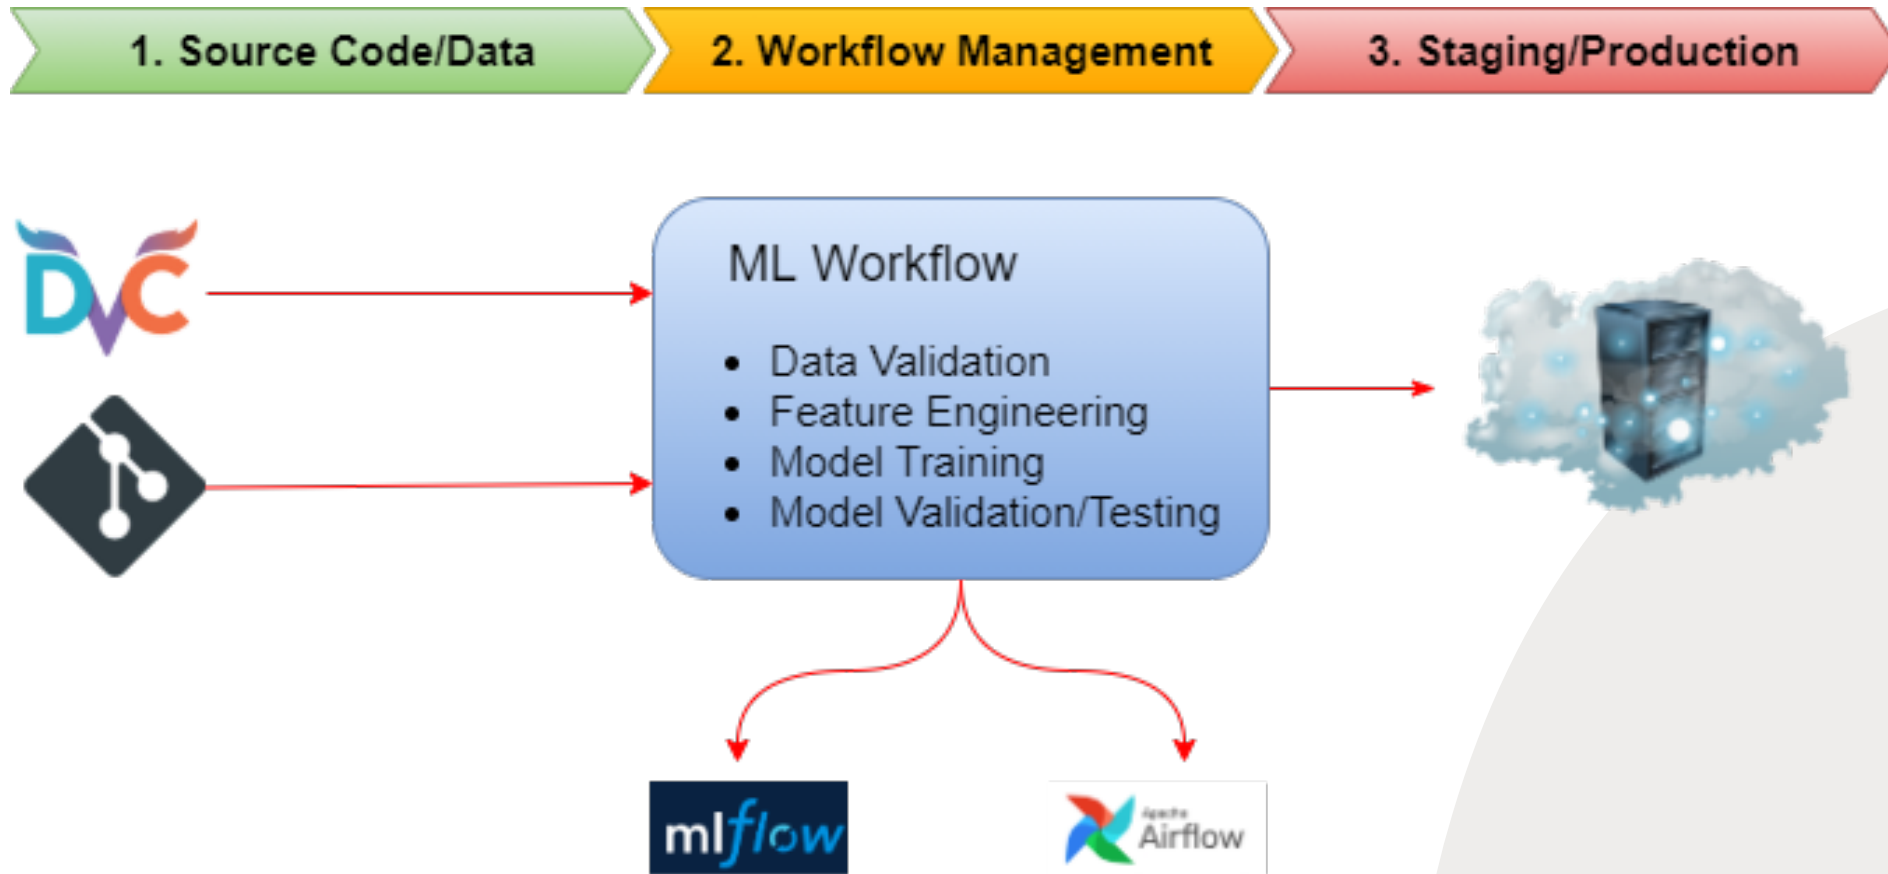 1. Source Code/Data
2. Workflow Management
3. Staging/Production
DVC
ML Workflow
• Data Validation
• Feature Engineering
• Model Training
• Model Validation/Testing
mlflow
Apache
Airflow